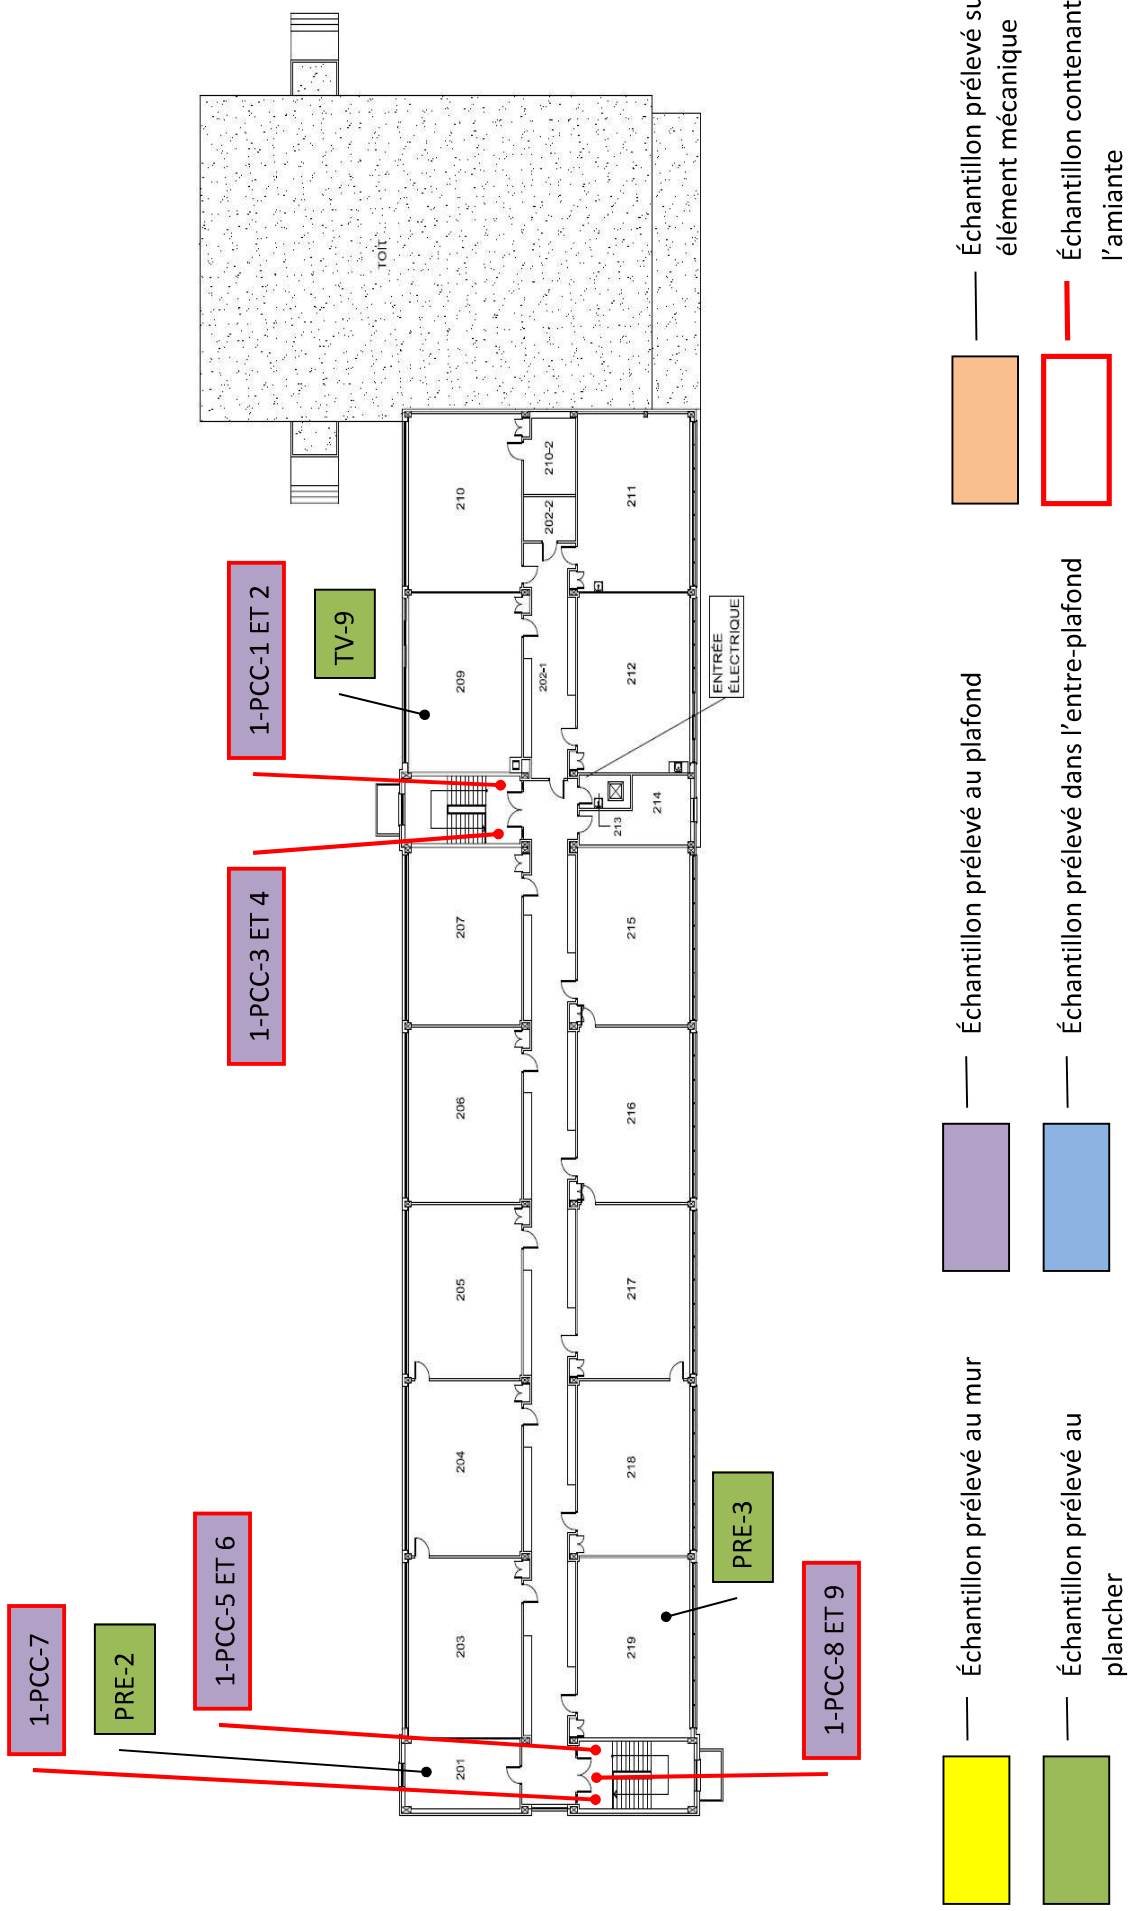 TOIT
210
210-2
202-2
211
1-PCC-1 ET 2
TV-9
209
202-1
212
ENTRÉE
ÉLECTRIQUE
213
214
1-PCC-3 ET 4
207
215
206
216
205
217
204
218
1-PCC-5 ET 6
PRE-3
1-PCC-7
PRE-2
203
219
201
1-PCC-8 ET 9
Échantillon prélevé au mur
Échantillon prélevé au
plancher
Échantillon prélevé au plafond
Échantillon prélevé dans l'entre-plafond
Échantillon prélevé su
élément mécanique
Échantillon contenant
l'amiante